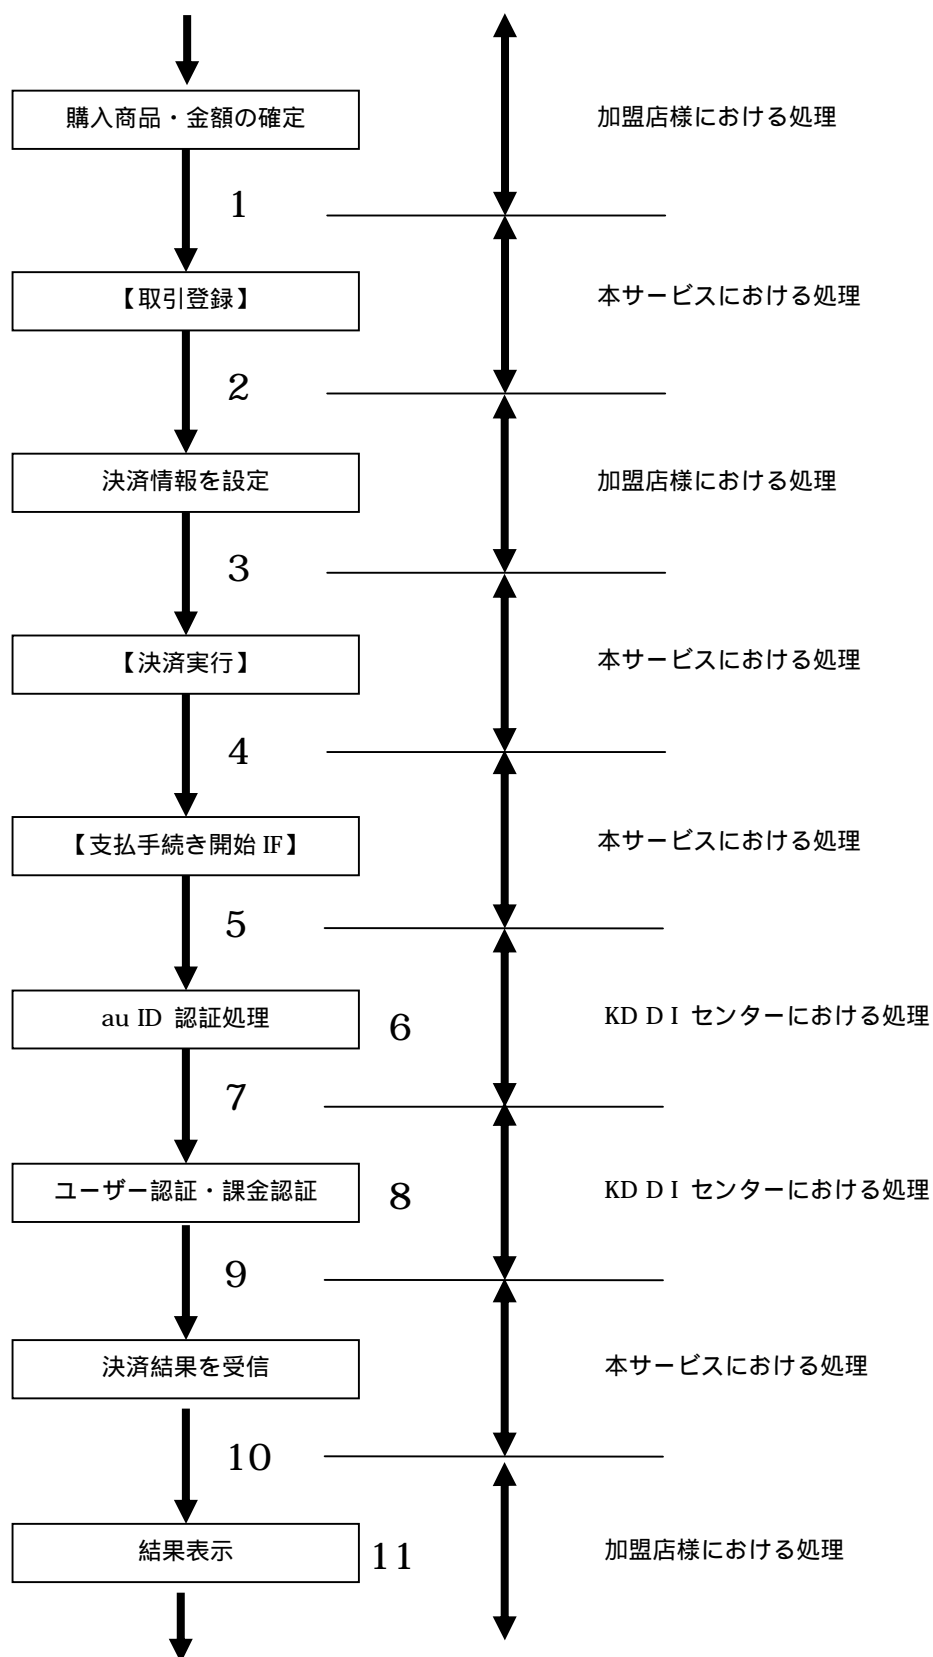 購入商品・金額の確定
加盟店様における処理
1
【取引登録】
本サービスにおける処理
2
決済情報を設定
加盟店様における処理
3
【決済実行】
本サービスにおける処理
4
【支払手続き開始 IF】
本サービスにおける処理
5
au ID 認証処理
6
KDDI センターにおける処理
7
ユーザー認証・課金認証
8
KDDI センターにおける処理
9
決済結果を受信
本サービスにおける処理
10
結果表示
11
加盟店様における処理